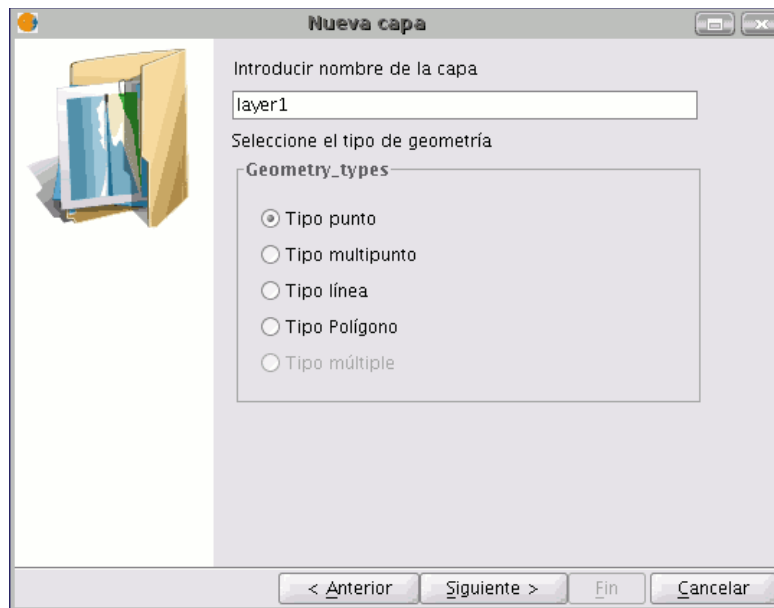 Nueva capa
Introducir nombre de la capa
layer1
Seleccione el tipo de geometría
Geometry_types
Tipo punto
Tipo multipunto
Tipo línea
Tipo Polígono
Tipo múltiple
< Anterior
Siguiente >
Fin
Cancelar